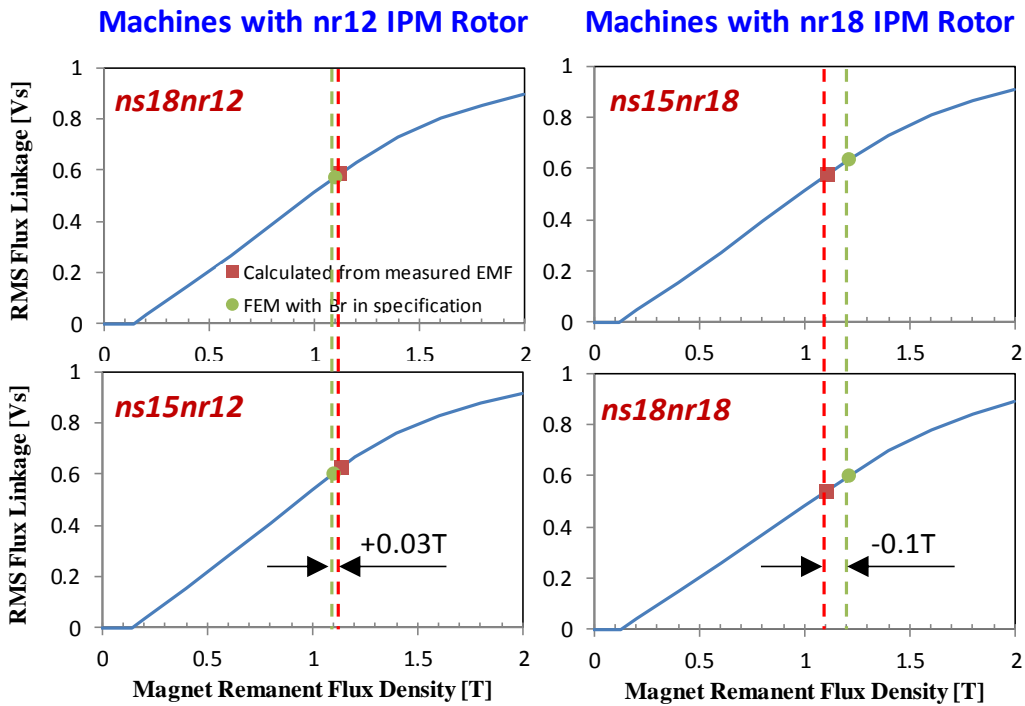 Machines with nr12 IPM Rotor
Machines with nr18 IPM Rotor
RMS Flux Linkage [Vs]
1
0.8
0.6
0.4
0.2
0
ns18nr12
Calculated from measured EMF
FEM with Br in specification
0 0.5 1 1.5 2
1
0.8
0.6
0.4
0.2
0
ns15nr18
0 0.5 1 1.5 2
RMS Flux Linkage [Vs]
1
0.8
0.6
0.4
0.2
0
ns15nr12
+0.03T
0 0.5 1 1.5 2
Magnet Remanent Flux Density [T]
1
0.8
0.6
0.4
0.2
0
ns18nr18
-0.1T
0 0.5 1 1.5 2
Magnet Remanent Flux Density [T]